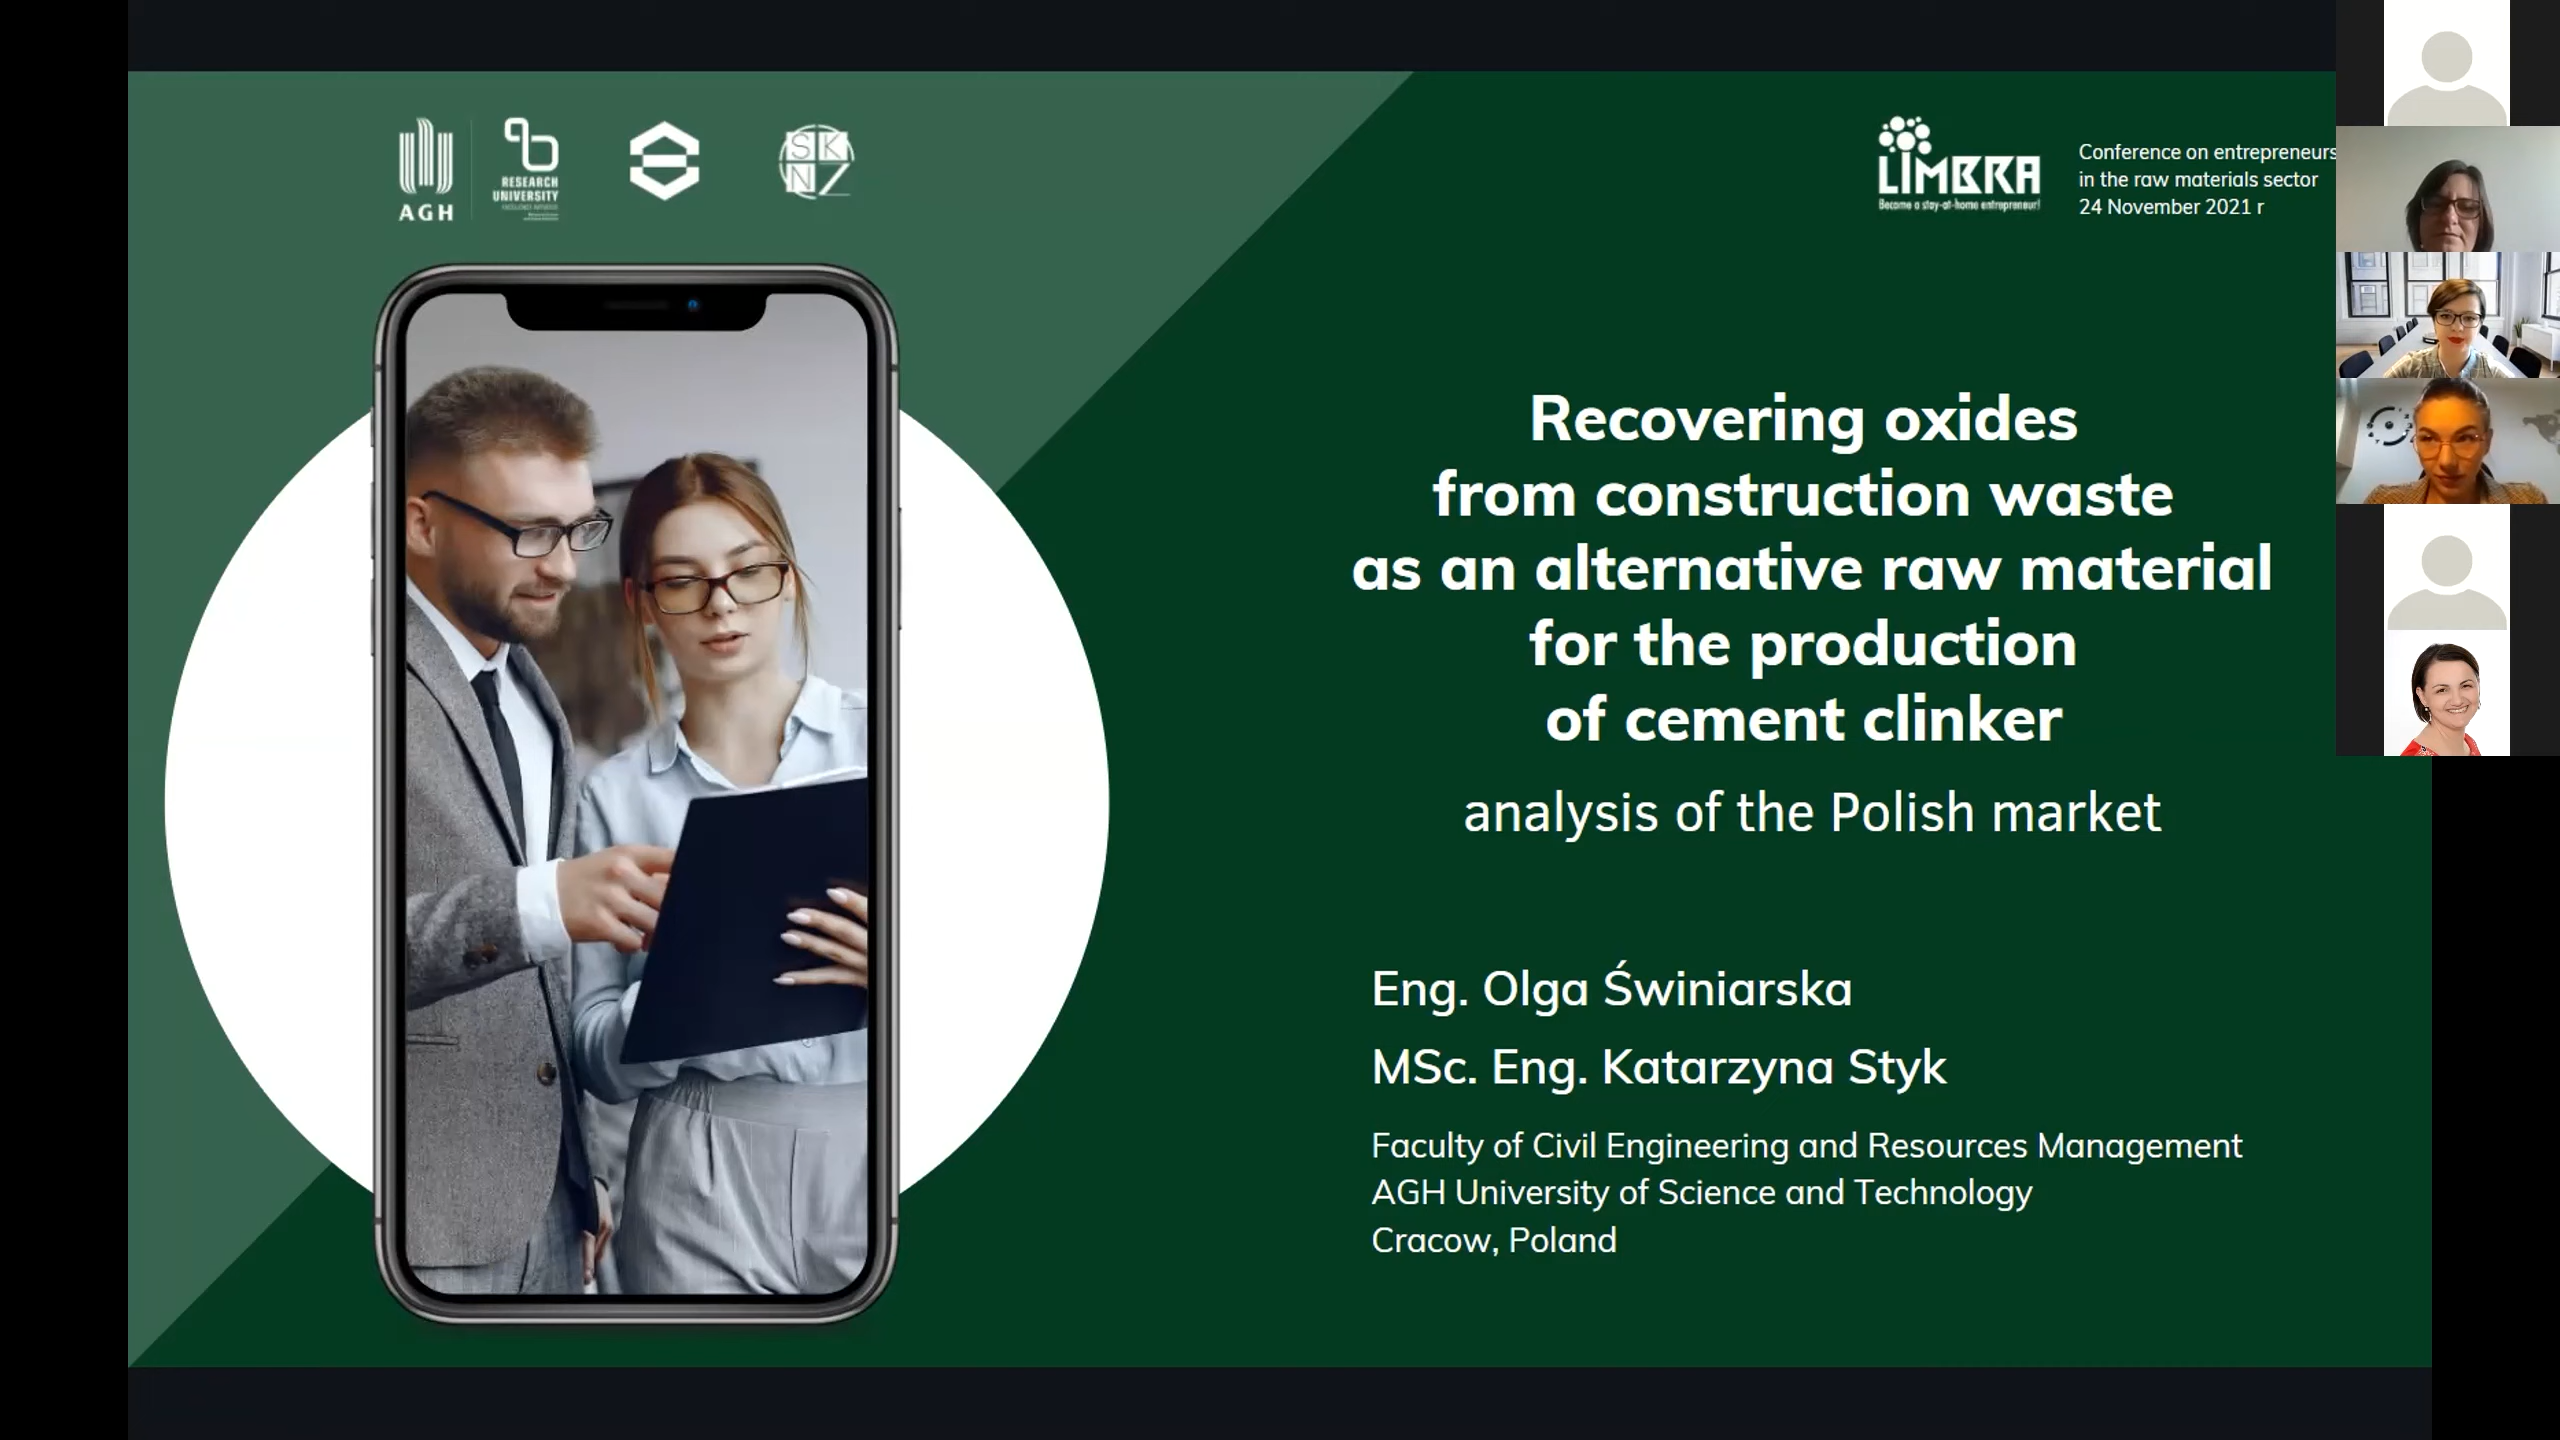 AGH
RESEARCH
UNIVERSITY
SK
NZ
LIMBRA
Become a stay-at-home entrepreneur!
Conference on entrepreneurs
in the raw materials sector
24 November 2021 r
Recovering oxides
from construction waste
as an alternative raw material
for the production
of cement clinker
analysis of the Polish market
Eng. Olga Świniarska
MSc. Eng. Katarzyna Styk
Faculty of Civil Engineering and Resources Management
AGH University of Science and Technology
Cracow, Poland